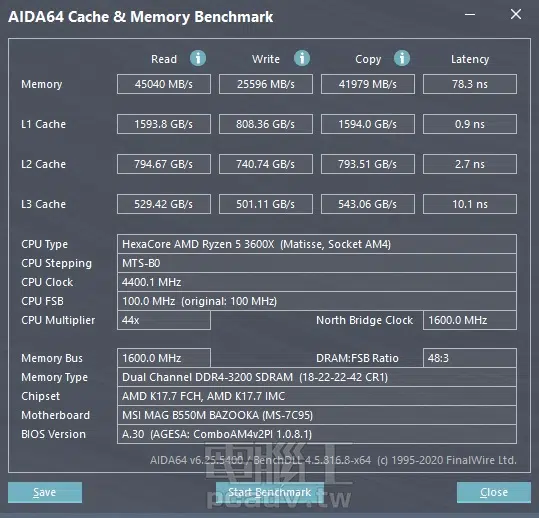 AIDA64 Cache & Memory Benchmark
Read Write Copy Latency
Memory 45040 MB/s 25596 MB/s 41979 MB/s 78.3 ns
L1 Cache 1593.8 GB/s 808.36 GB/s 1594.0 GB/s 0.9 ns
L2 Cache 794.67 GB/s 740.74 GB/s 793.51 GB/s 2.7 ns
L3 Cache 529.42 GB/s 501.11 GB/s 543.06 GB/s 10.1 ns
CPU Type HexaCore AMD Ryzen 5 3600X (Matisse, Socket AM4)
CPU Stepping MTS-B0
CPU Clock 4400.1 MHz
CPU FSB 100.0 MHz (original: 100 MHz)
CPU Multiplier 44x North Bridge Clock 1600.0 MHz
Memory Bus 1600.0 MHz DRAM:FSB Ratio 48:3
Memory Type Dual Channel DDR4-3200 SDRAM (18-22-22-42 CR1)
Chipset AMD K17.7 FCH, AMD K17.7 IMC
Motherboard MSI MAG B550M BAZOOKA (MS-7C95)
BIOS Version A.30 (AGESA: ComboAM4v2PI 1.0.8.1)
AIDA64 v6.25.5400 / BenchDLL 4.5.816.8-x64 (c) 1995-2020 FinalWire Ltd.
電腦王
Save Start Benchmark Close
pcadv.tw